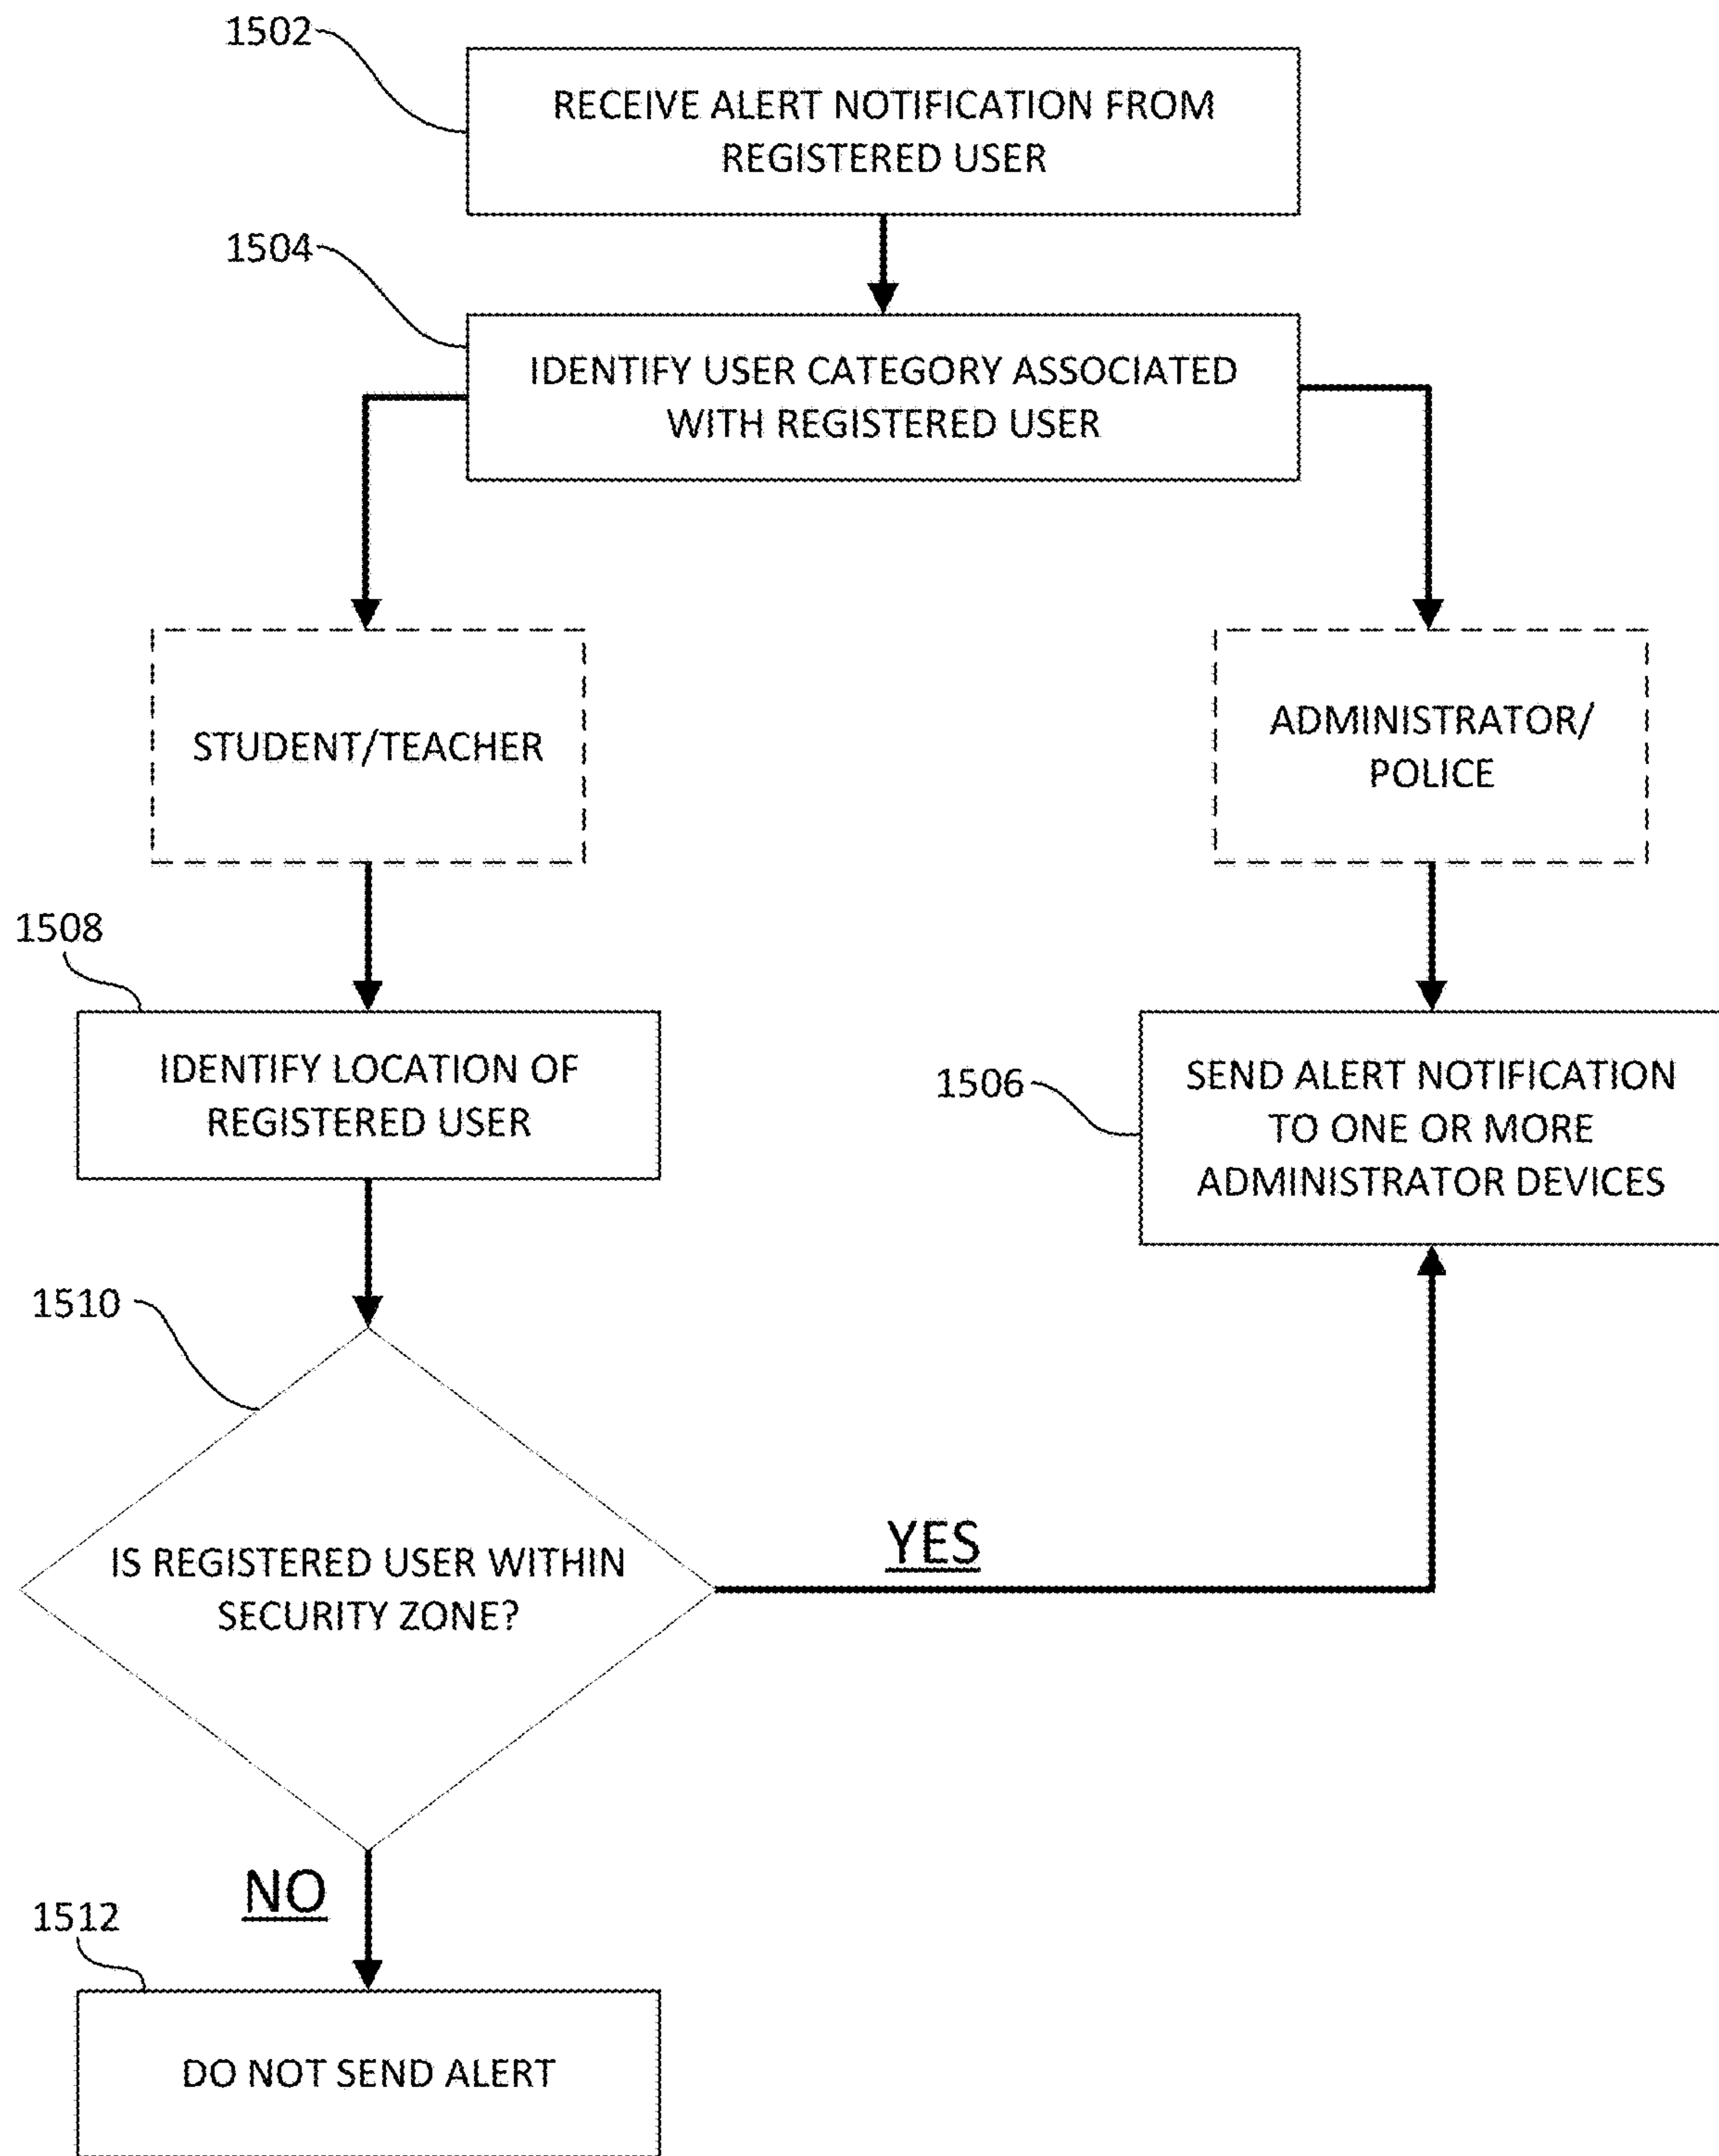 1502
RECEIVE ALERT NOTIFICATION FROM
REGISTERED USER
1504
IDENTIFY USER CATEGORY ASSOCIATED
WITH REGISTERED USER
STUDENT/TEACHER
ADMINISTRATOR/
POLICE
1508
IDENTIFY LOCATION OF
REGISTERED USER
1506
SEND ALERT NOTIFICATION
TO ONE OR MORE
ADMINISTRATOR DEVICES
1510
IS REGISTERED USER WITHIN
SECURITY ZONE?
YES
NO
1512
DO NOT SEND ALERT